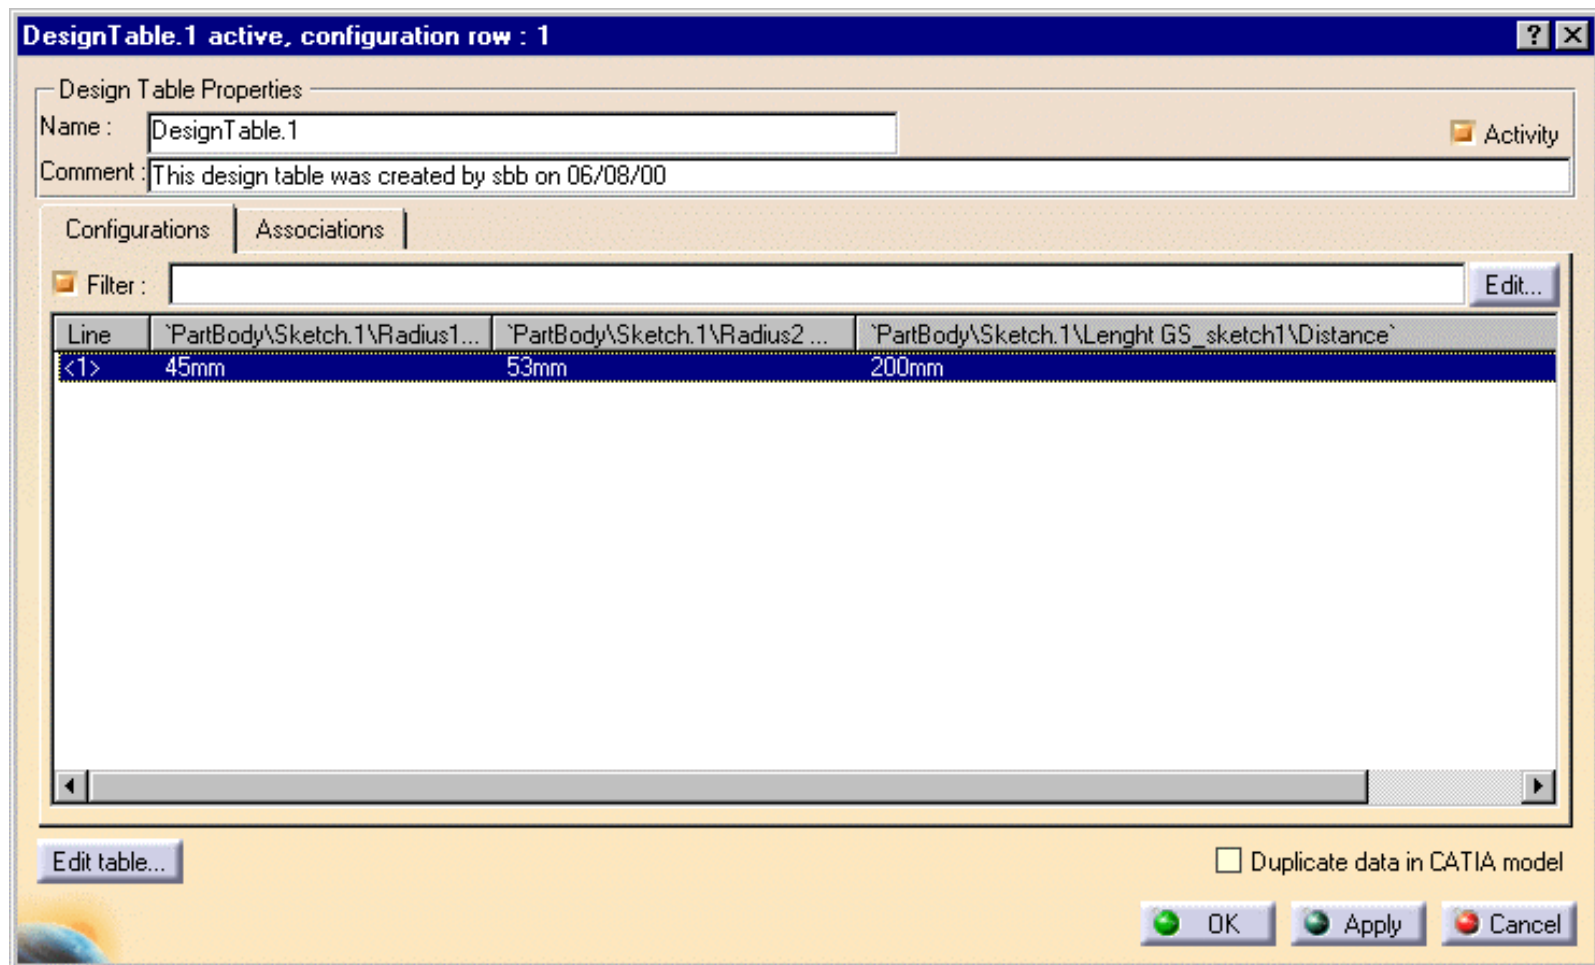 DesignTable.1 active, configuration row : 1
Design Table Properties
Name : DesignTable.1 Activity
Comment : This design table was created by sbb on 06/08/00
Configurations Associations
Filter : Edit...
Line `PartBody\Sketch.1\Radius1... `PartBody\Sketch.1\Radius2 ... `PartBody\Sketch.1\Lenght GS_sketch1\Distance`
<1> 45mm 53mm 200mm
Edit table... Duplicate data in CATIA model
OK Apply Cancel